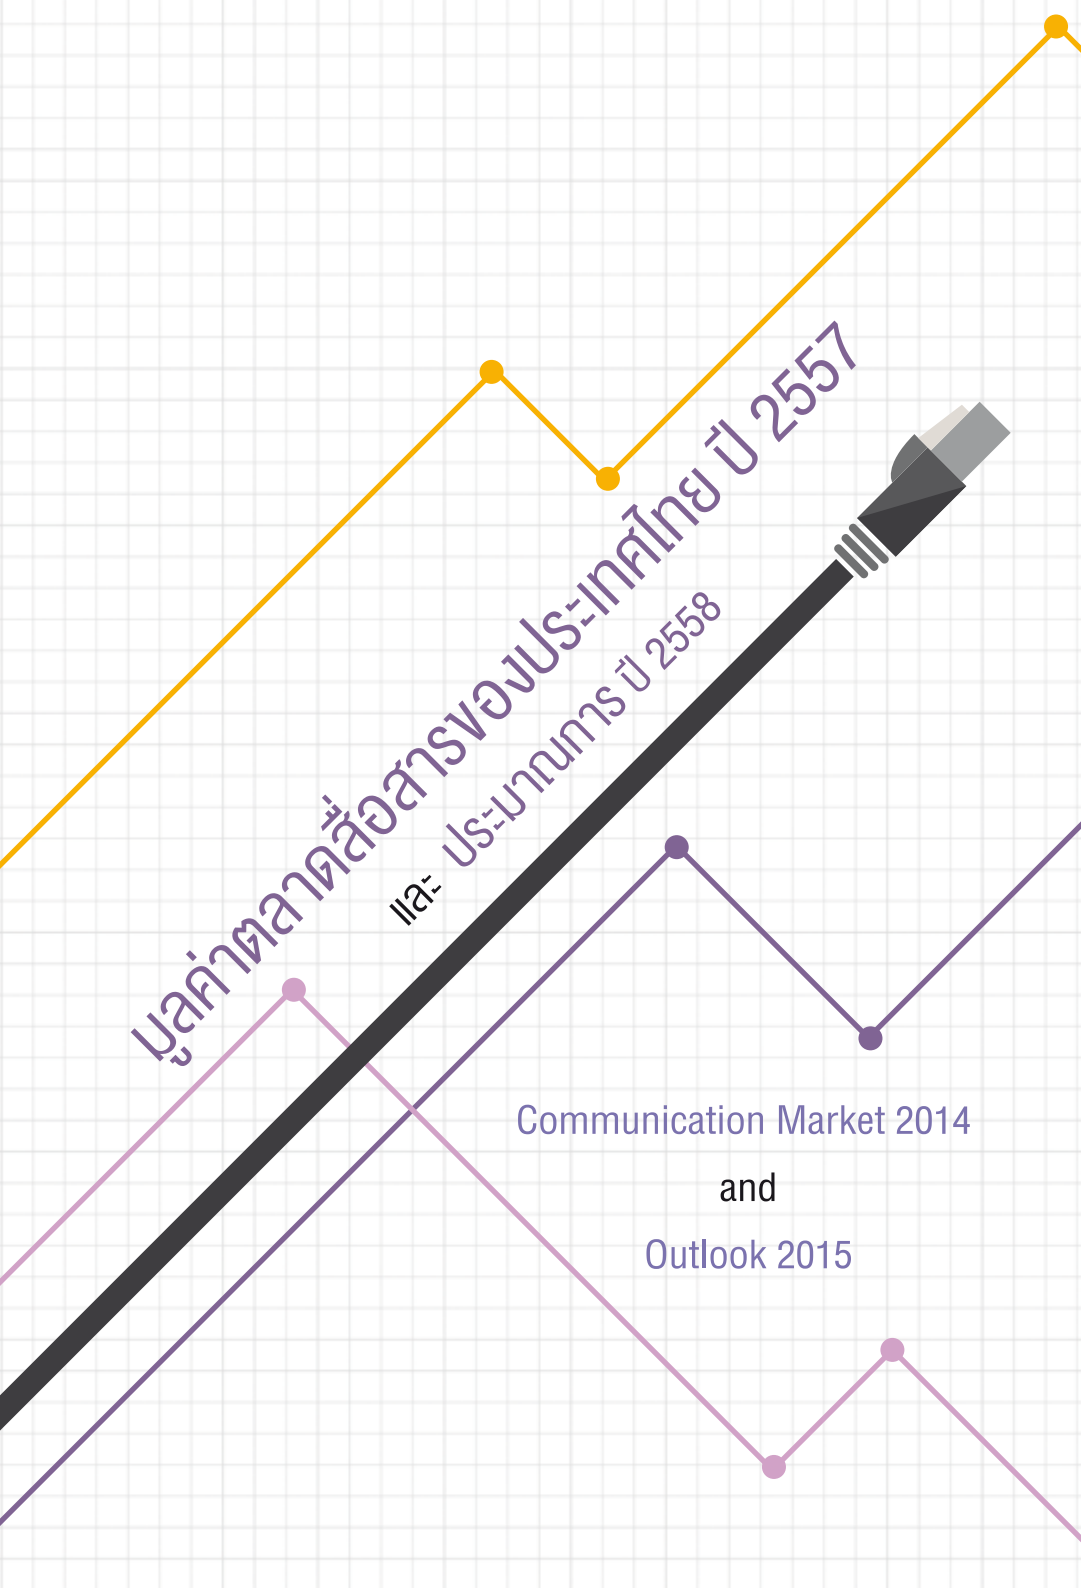 มูลค่าตลาดสื่อสารของประเทศไทย ปี 2557
และ ประมาณการ ปี 2558
Communication Market 2014
and
Outlook 2015